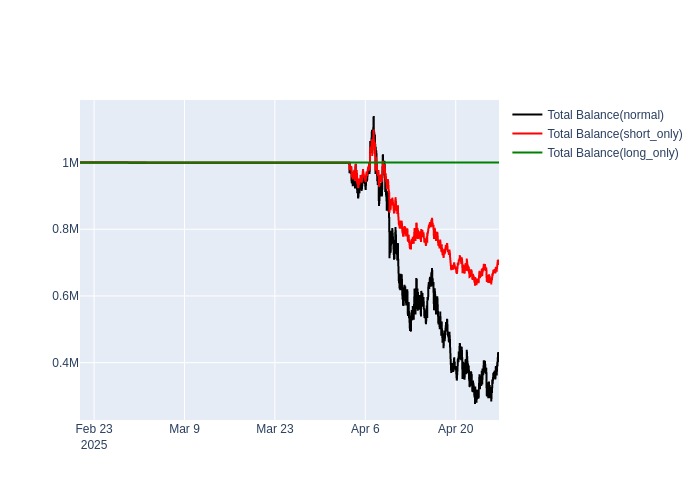 Total Balance(normal)
Total Balance(short_only)
Total Balance(long_only)
1M
0.8M
0.6M
0.4M
Feb 23
2025
Mar 9
Mar 23
Apr 6
Apr 20